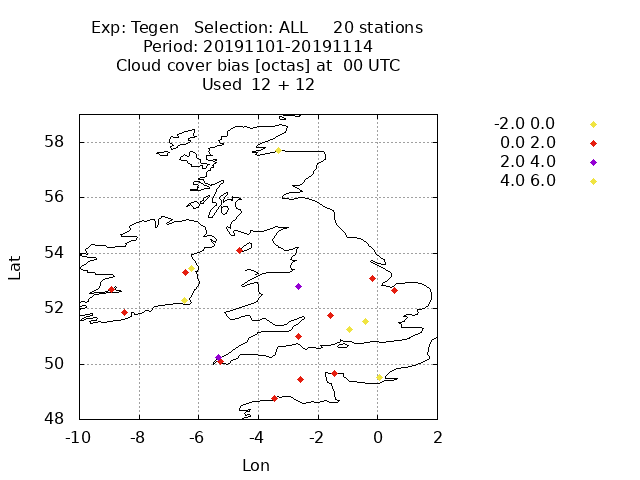 Exp: Tegen   Selection: ALL     20 stations
Period: 20191101-20191114
Cloud cover bias [octas] at  00 UTC
Used  12 + 12
-2.0 0.0
0.0 2.0
2.0 4.0
4.0 6.0
58
56
54
52
50
48
Lat
-10 -8 -6 -4 -2 0 2
Lon